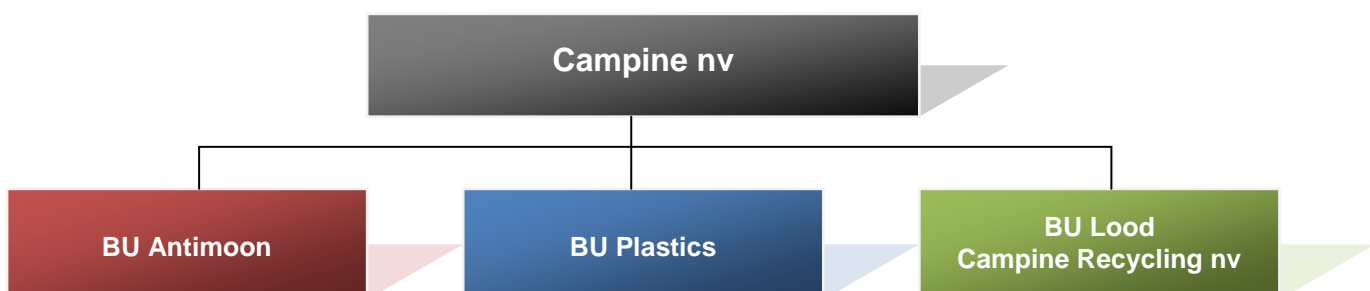 Campine nv
BU Antimoon
BU Plastics
BU Lood
Campine Recycling nv